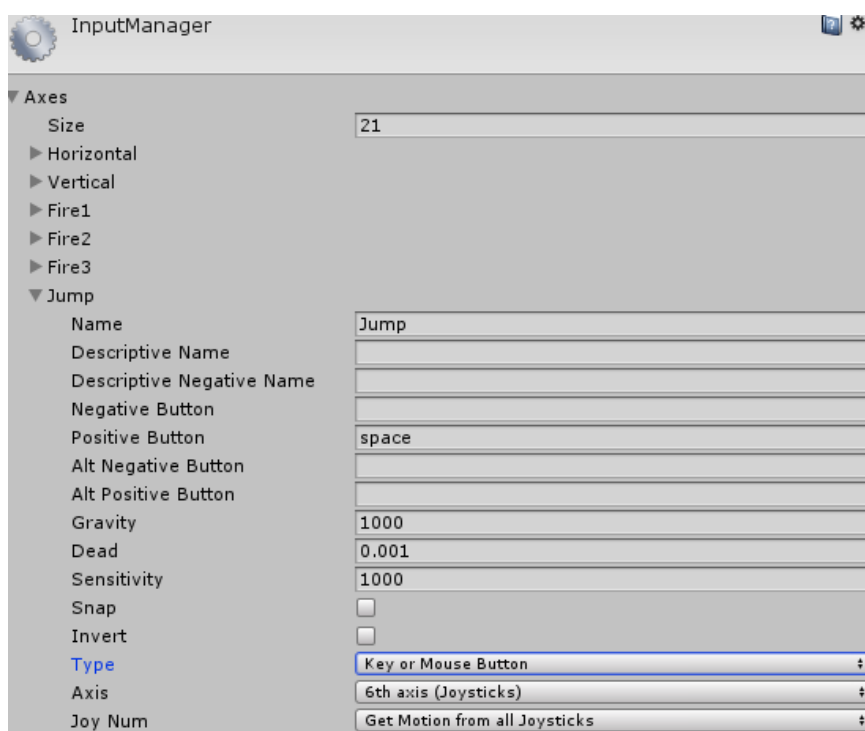 InputManager
Axes
Size 21
Horizontal
Vertical
Fire1
Fire2
Fire3
Jump
Name Jump
Descriptive Name
Descriptive Negative Name
Negative Button
Positive Button space
Alt Negative Button
Alt Positive Button
Gravity 1000
Dead 0.001
Sensitivity 1000
Snap
Invert
Type Key or Mouse Button
Axis 6th axis (Joysticks)
Joy Num Get Motion from all Joysticks